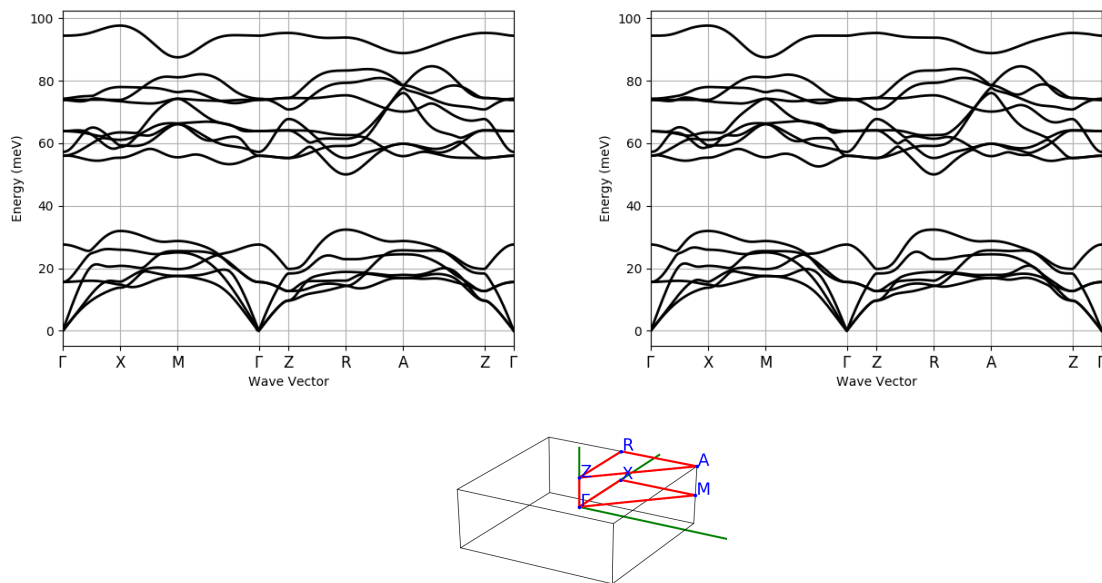 100
80
60
40
20
0
Energy (meV)
Γ X M Γ Z R A Z Γ
Wave Vector
100
80
60
40
20
0
Energy (meV)
Γ X M Γ Z R A Z Γ
Wave Vector
R
A
Z
X
M
Γ